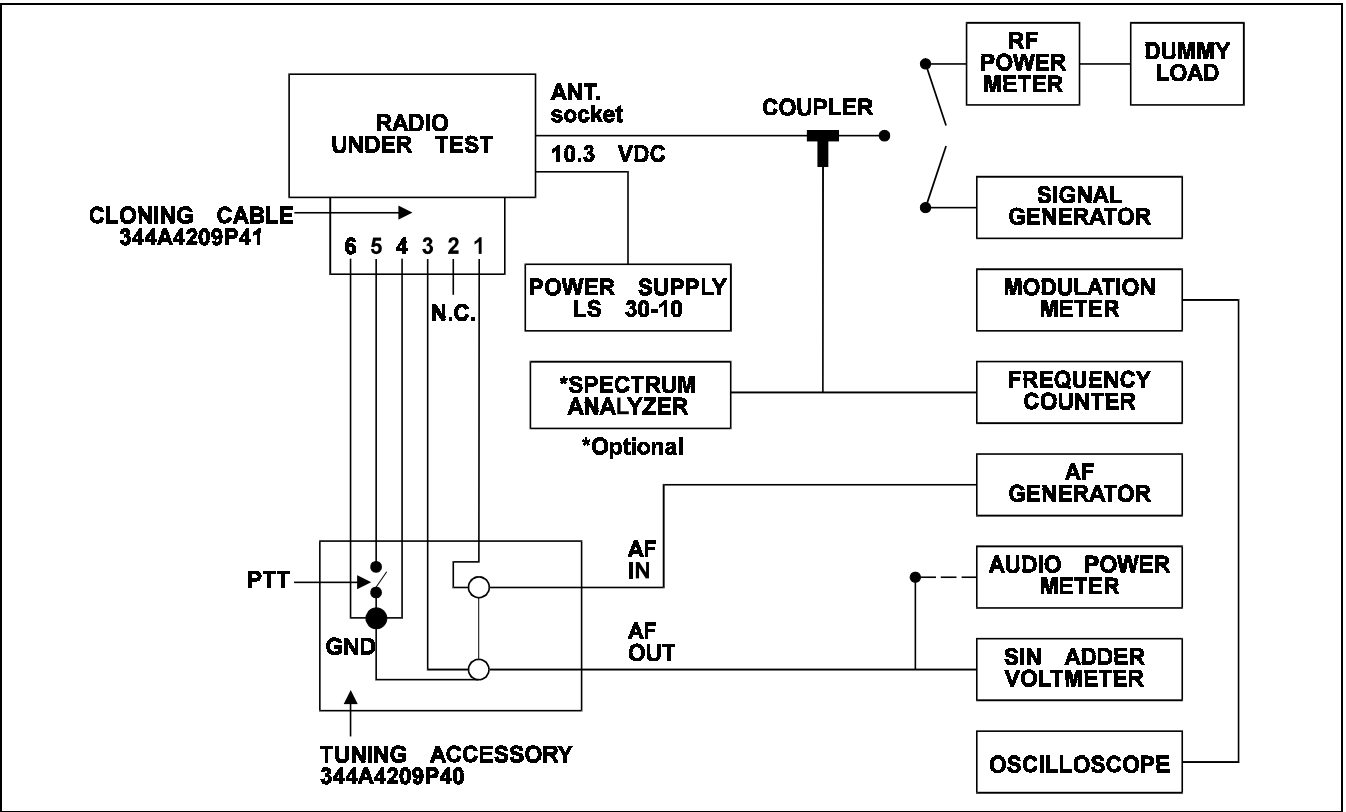 RF
POWER
METER
DUMMY
LOAD
ANT.
socket
COUPLER
RADIO
UNDER TEST
10.3 VDC
SIGNAL
GENERATOR
CLONING CABLE
344A4209P41
6 5 4 3 2 1
N.C.
POWER SUPPLY
LS 30-10
MODULATION
METER
*SPECTRUM
ANALYZER
*Optional
FREQUENCY
COUNTER
AF
GENERATOR
AF
IN
PTT
AUDIO POWER
METER
GND
AF
OUT
SIN ADDER
VOLTMETER
TUNING ACCESSORY
344A4209P40
OSCILLOSCOPE